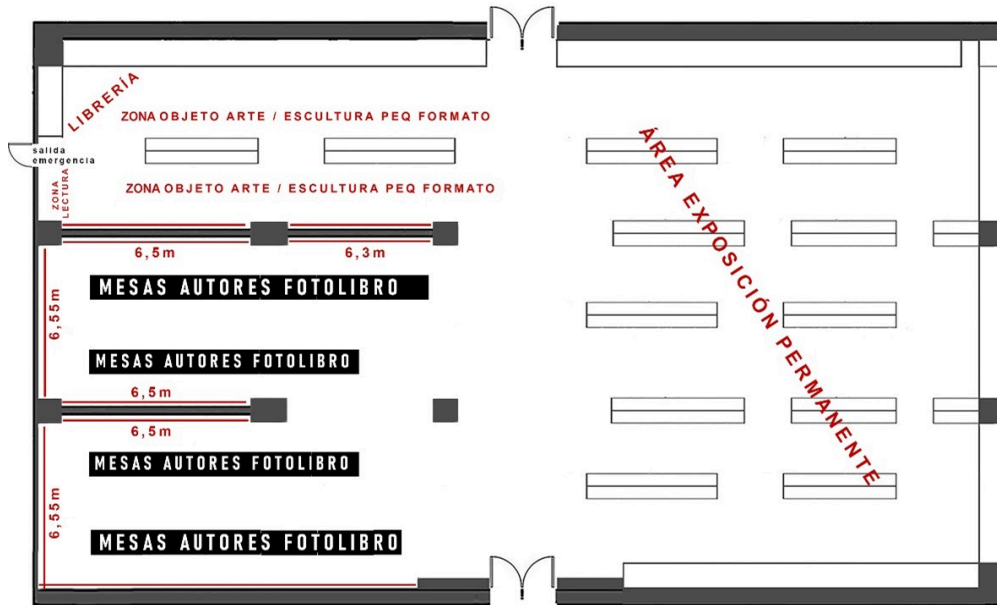 LIBRERÍA
ZONA OBJETO ARTE / ESCULTURA PEQ FORMATO
salida
emergencia
ZONA OBJETO ARTE / ESCULTURA PEQ FORMATO
ZONA
LECTURA
6,5m
6,3m
6,55m
MESAS AUTORES FOTOLIBRO
MESAS AUTORES FOTOLIBRO
6,5m
6,5m
6,55m
MESAS AUTORES FOTOLIBRO
MESAS AUTORES FOTOLIBRO
ÁREA EXPOSICIÓN PERMANENTE